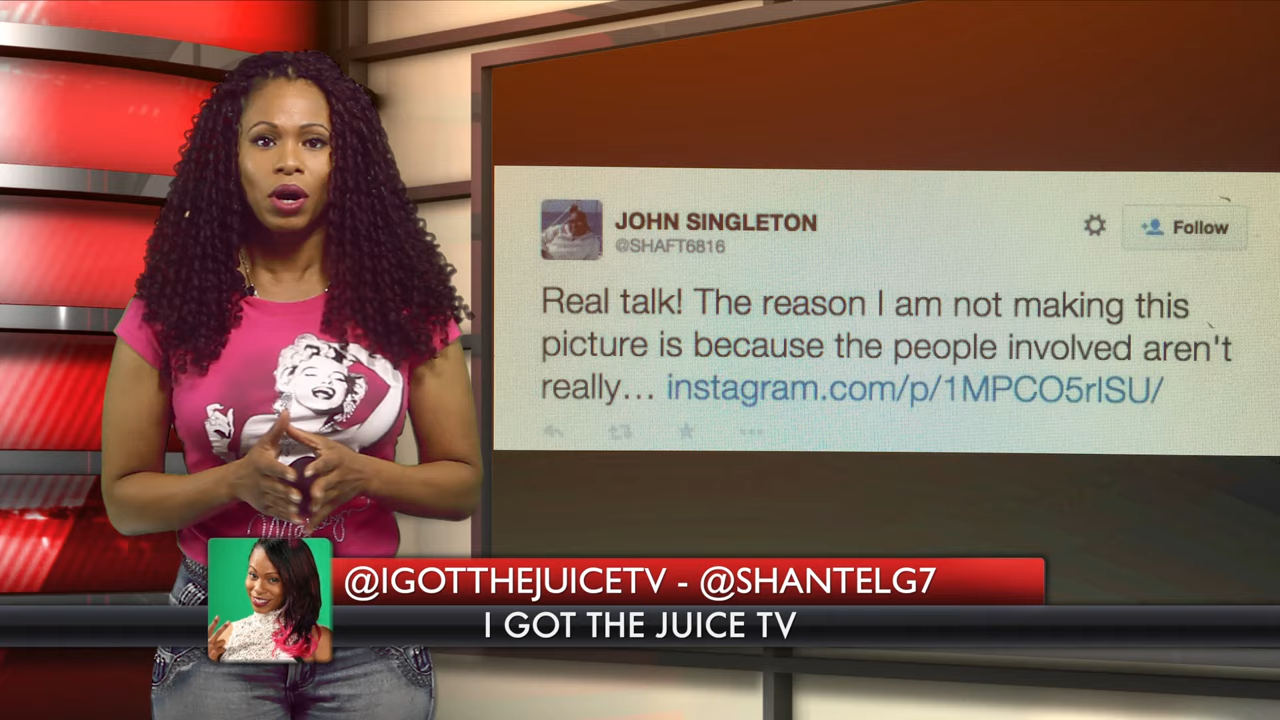 JOHN SINGLETON
@SHAFT6816
Follow
Real talk! The reason I am not making this
picture is because the people involved aren't
really... instagram.com/p/1MPCO5rlSU/
@IGOTTHEJUICETV - @SHANTELG7
I GOT THE JUICE TV